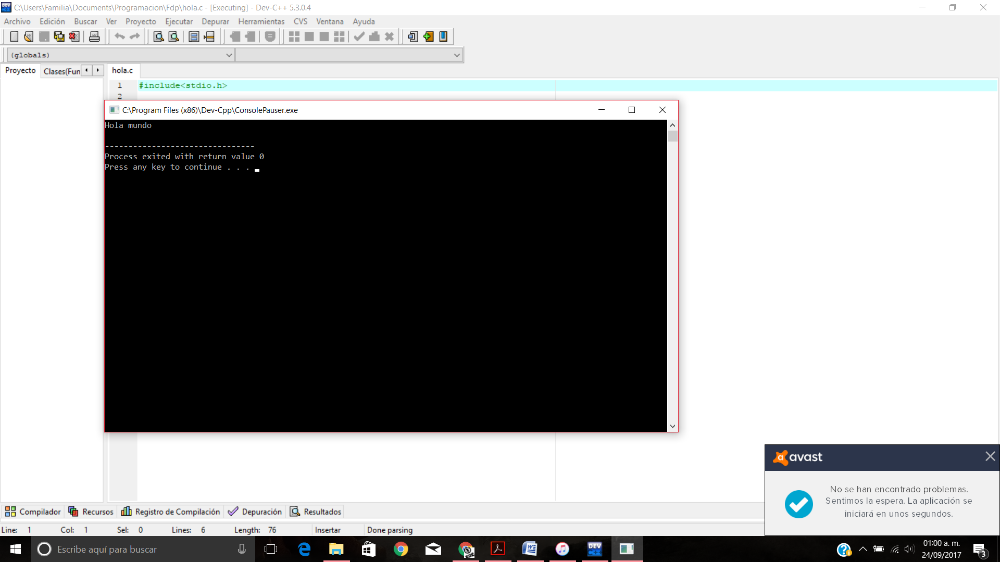 C:\Users\Familia\Documents\Programacion\Fdp\hola.c - [Executing] - Dev-C++ 5.3.0.4
Archivo Edición Buscar Ver Proyecto Ejecutar Depurar Herramientas CVS Ventana Ayuda
(globals)
Proyecto Clases(Fun hola.c
1 #include<stdio.h>
2
C:\Program Files (x86)\Dev-Cpp\ConsolePauser.exe
Hola mundo
--------------------------------
Process exited with return value 0
Press any key to continue . . .
avast
No se han encontrado problemas.
Sentimos la espera. La aplicación se
iniciará en unos segundos.
Compilador Recursos Registro de Compilación Depuración Resultados
Line: 1 Col: 1 Sel: 0 Lines: 6 Length: 76 Insertar Done parsing
Escribe aquí para buscar
DEV C++
01:00 a. m.
24/09/2017
3